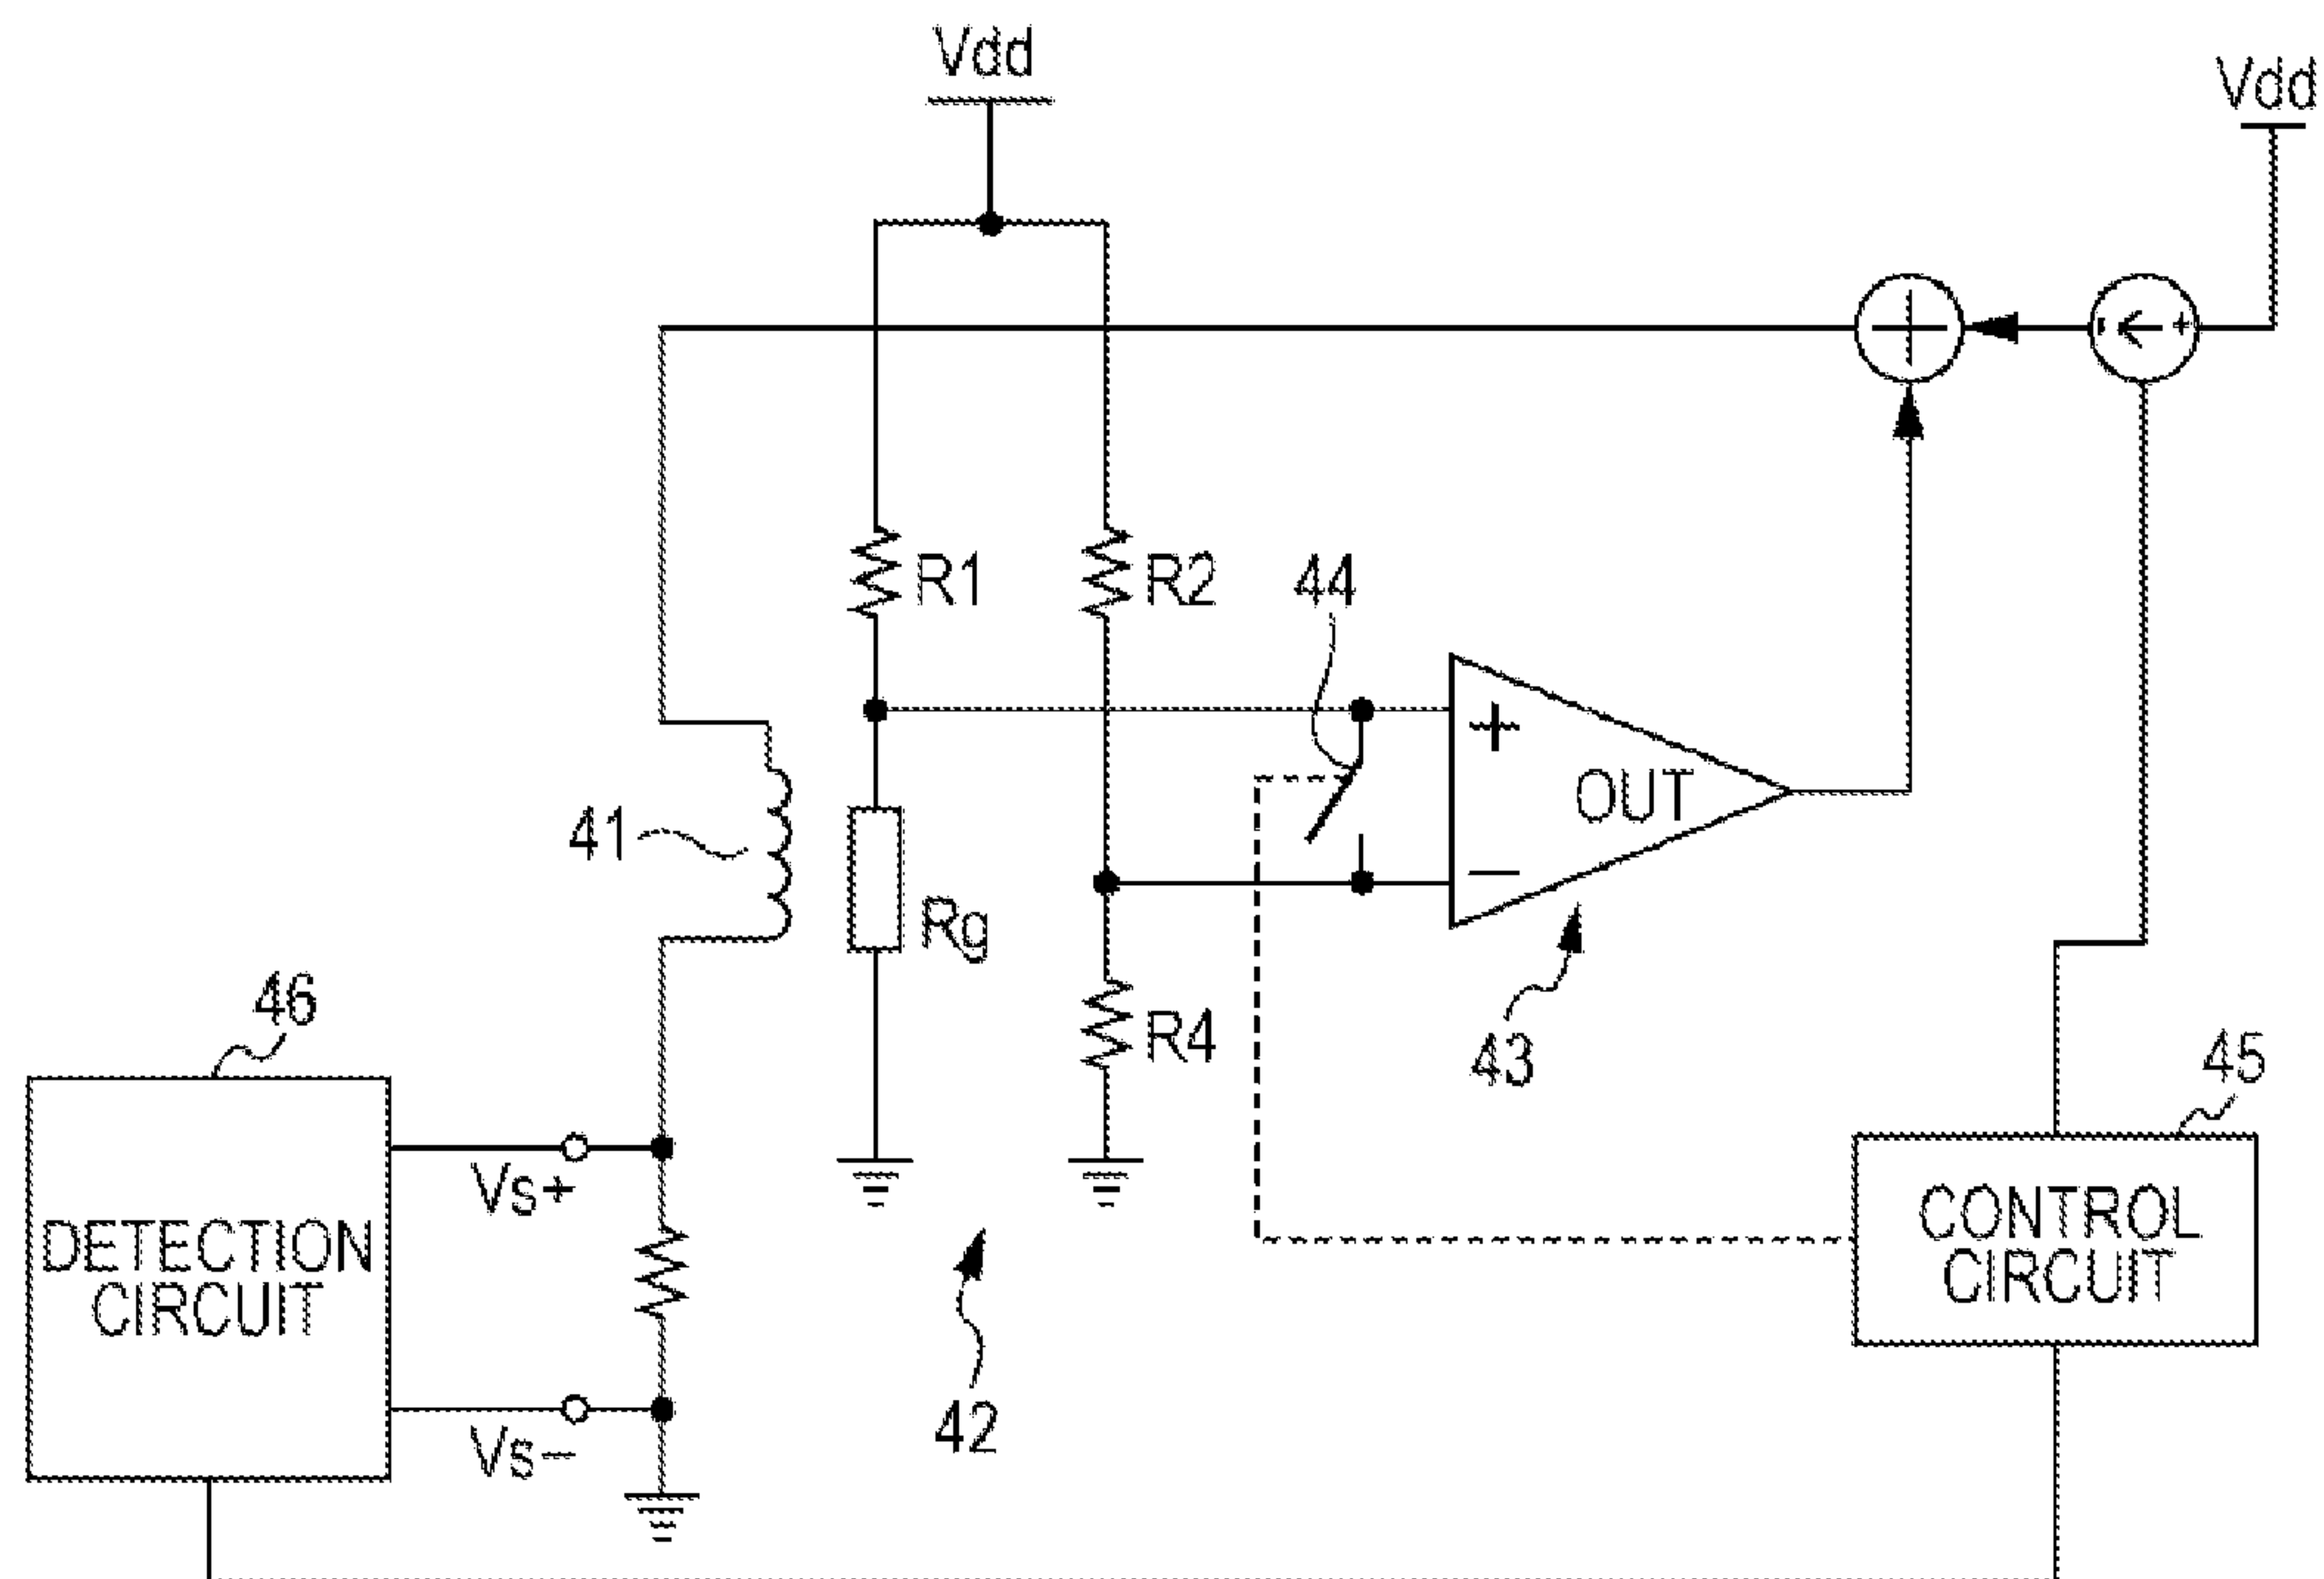 Vdd
Vdd
R1
R2
44
+
−
OUT
41
Rg
46
R4
43
45
Vs+
DETECTION
CIRCUIT
CONTROL
CIRCUIT
42
Vs−